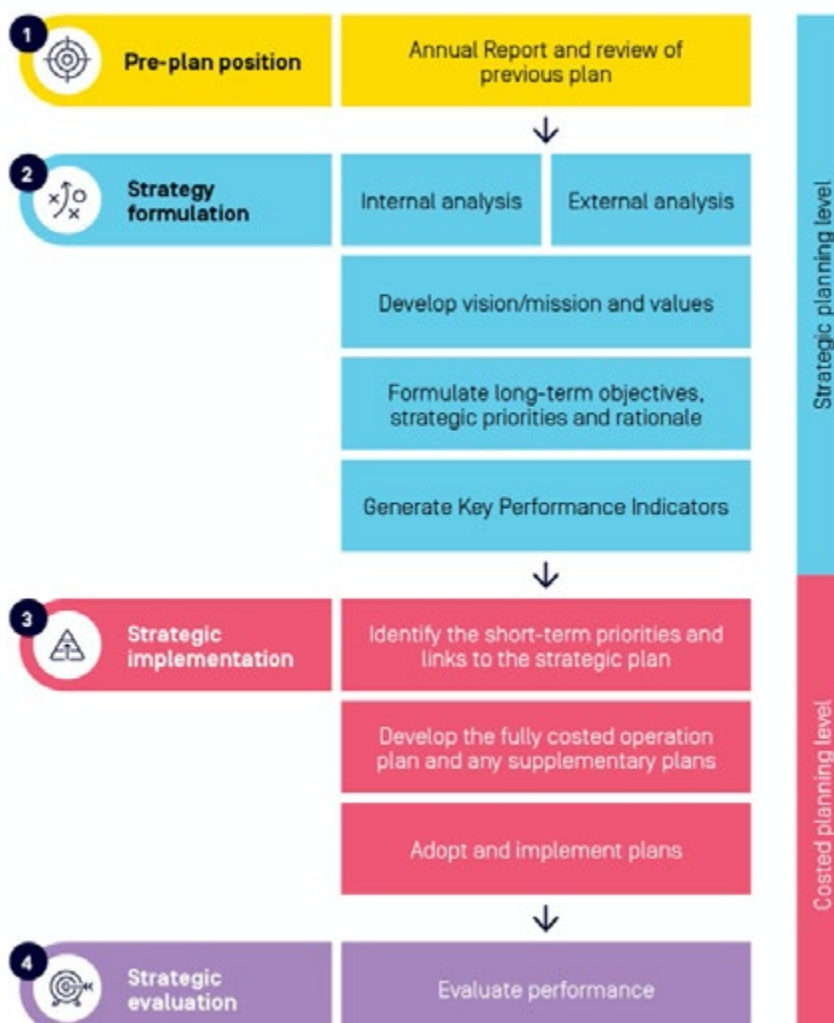 1
Pre-plan position
Annual Report and review of
previous plan
2
Strategy
formulation
Internal analysis
External analysis
Develop vision/mission and values
Formulate long-term objectives,
strategic priorities and rationale
Generate Key Performance Indicators
Strategic planning level
3
Strategic
implementation
Identify the short-term priorities and
links to the strategic plan
Develop the fully costed operation
plan and any supplementary plans
Adopt and implement plans
Costed planning level
4
Strategic
evaluation
Evaluate performance